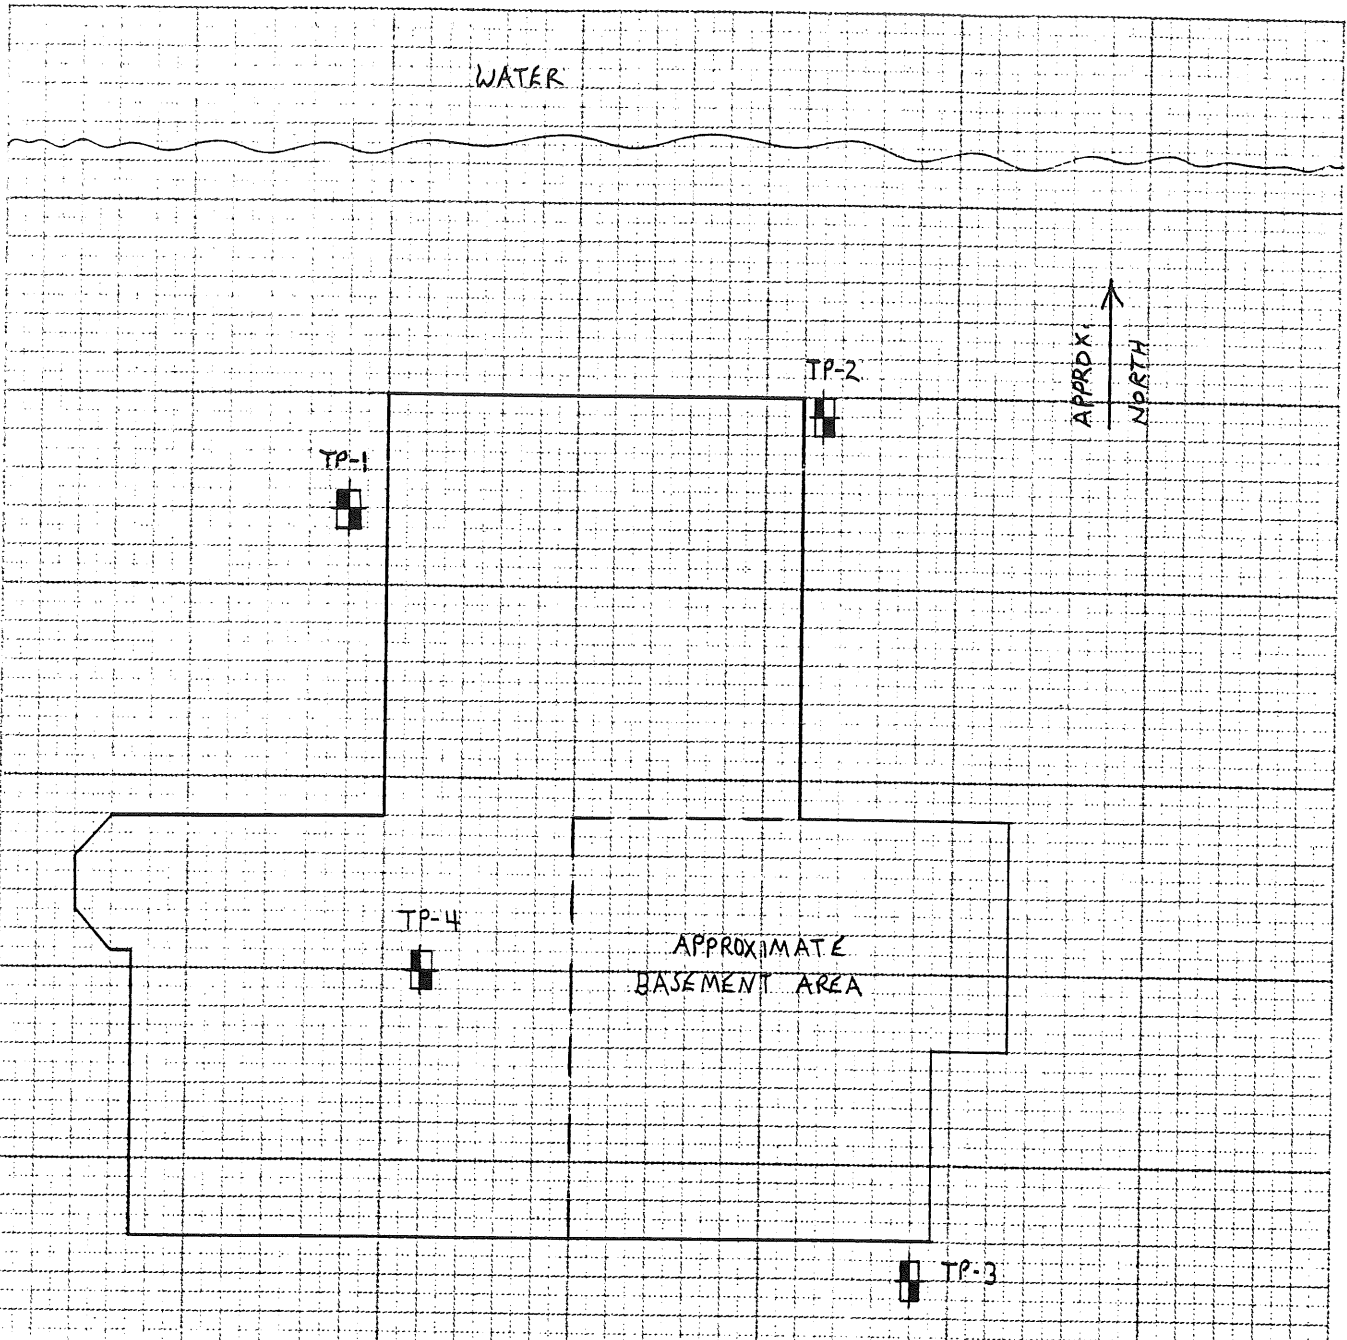 WATER
APPROX.
NORTH
TP-2
TP-1
TP-4
APPROXIMATE
BASEMENT AREA
TP-3